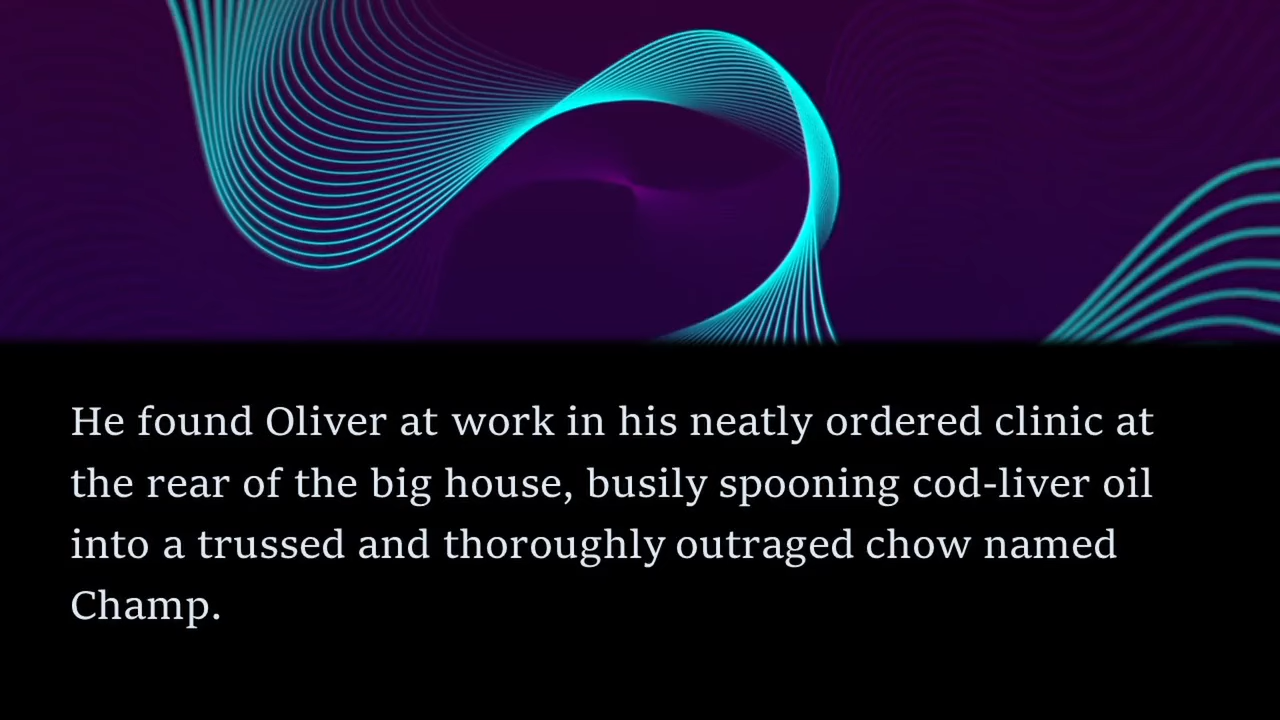 He found Oliver at work in his neatly ordered clinic at
the rear of the big house, busily spooning cod-liver oil
into a trussed and thoroughly outraged chow named
Champ.